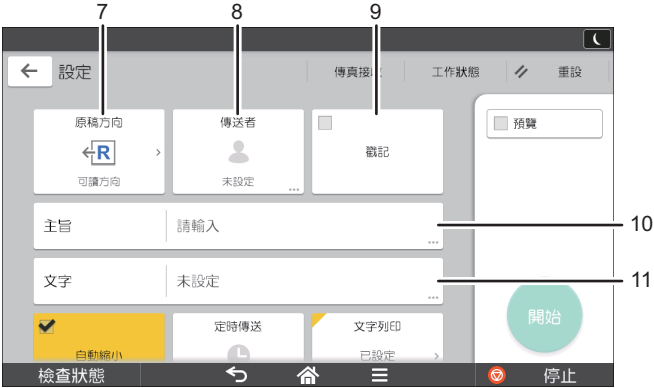 7 8 9
設定 傳真接收 工作狀態 重設
原稿方向 傳送者 預覽
R 戳記
可讀方向 未設定
主旨 請輸入 10
文字 未設定 11
開始
定時傳送 文字列印
自動縮小 已設定
檢查狀態 停止